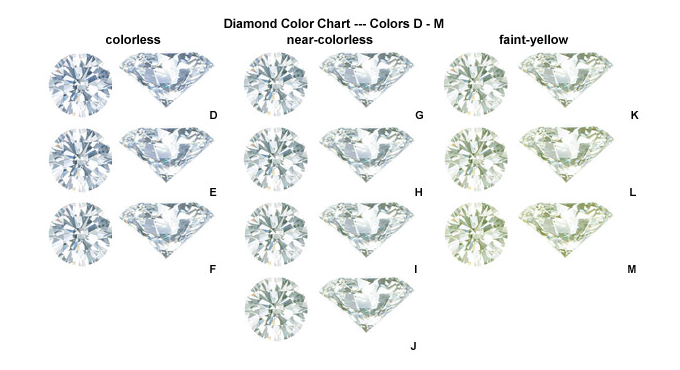 Diamond Color Chart --- Colors D - M
colorless near-colorless faint-yellow
D G K
E H L
F I M
J